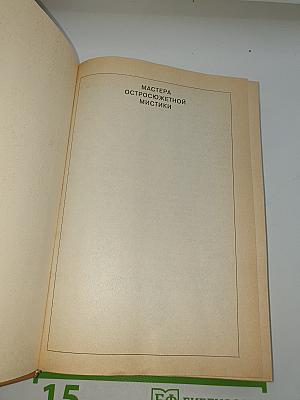 МАСТЕРА
ОСТРОСЮЖЕТНОЙ
МИСТИКИ
15